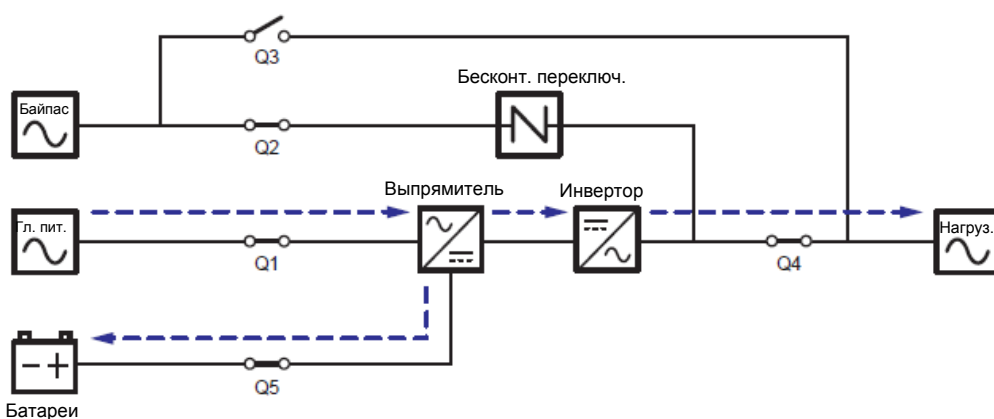 Q3
Бесконт. переключ.
Байпас
Q2
Выпрямитель
Инвертор
Гл. пит.
Нагруз.
Q1
Q4
Q5
Батареи